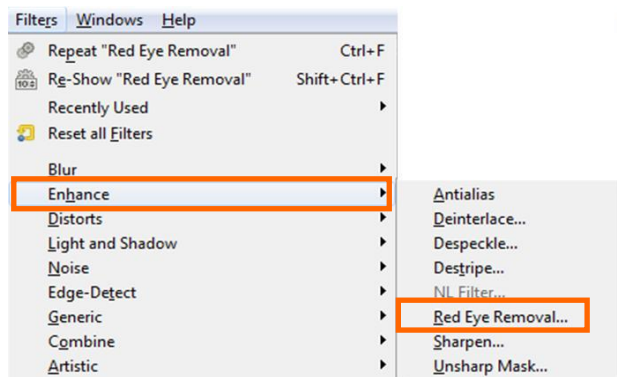 Filters Windows Help
Repeat "Red Eye Removal" Ctrl+F
Re-Show "Red Eye Removal" Shift+Ctrl+F
Recently Used
Reset all Filters
Blur
Enhance
Antialias
Distorts
Deinterlace...
Light and Shadow
Despeckle...
Noise
Destripe...
Edge-Detect
NL Filter...
Generic
Red Eye Removal...
Combine
Sharpen...
Artistic
Unsharp Mask...